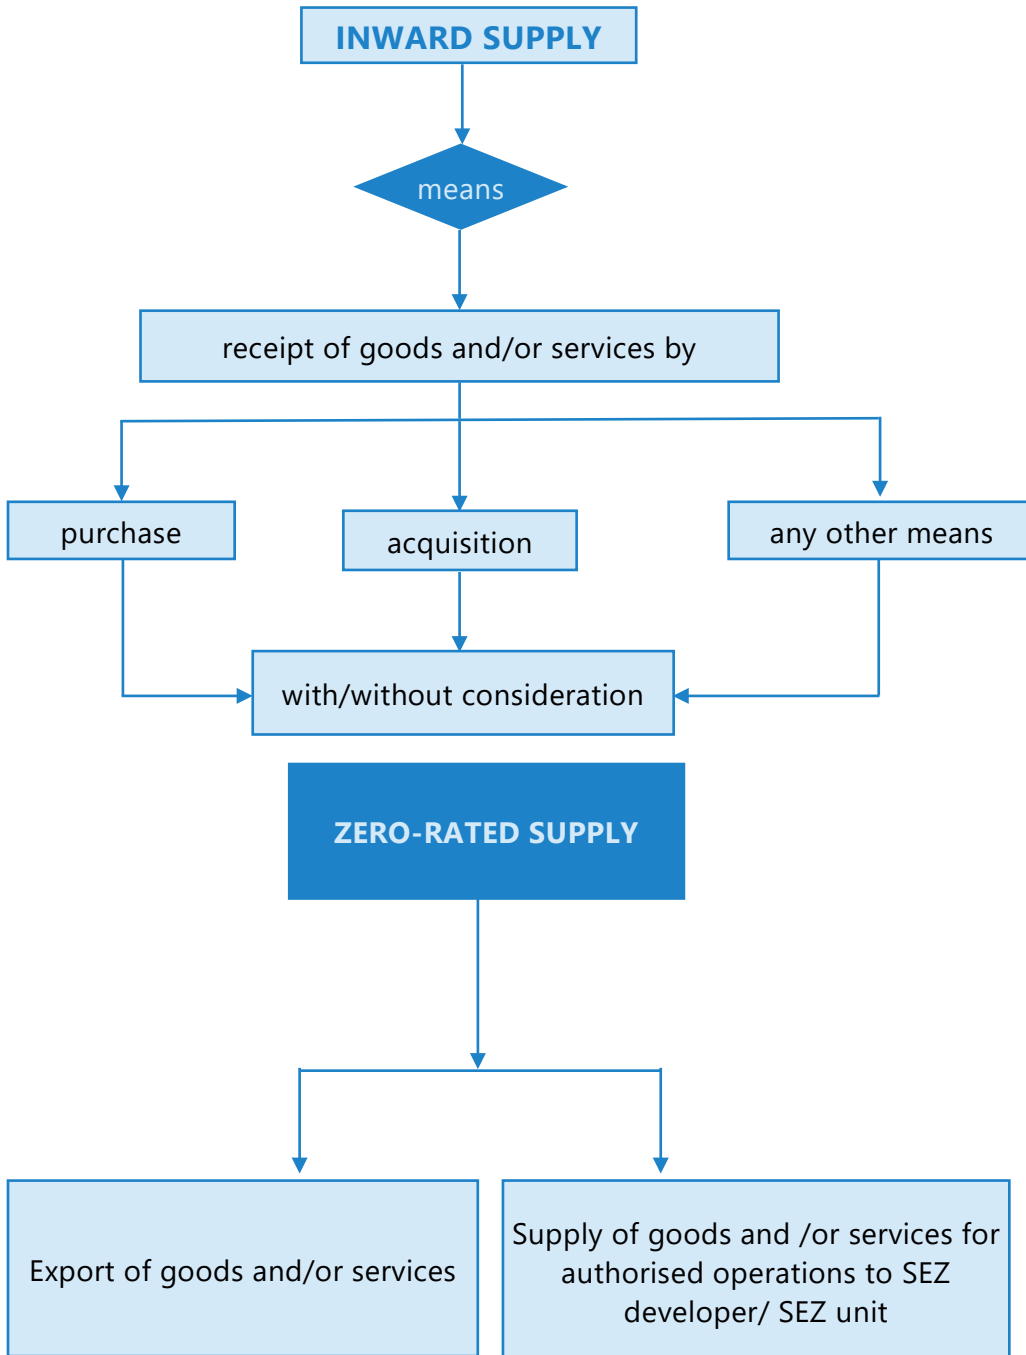 INWARD SUPPLY
means
receipt of goods and/or services by
purchase
acquisition
any other means
with/without consideration
ZERO-RATED SUPPLY
Export of goods and/or services
Supply of goods and /or services for
authorised operations to SEZ
developer/ SEZ unit